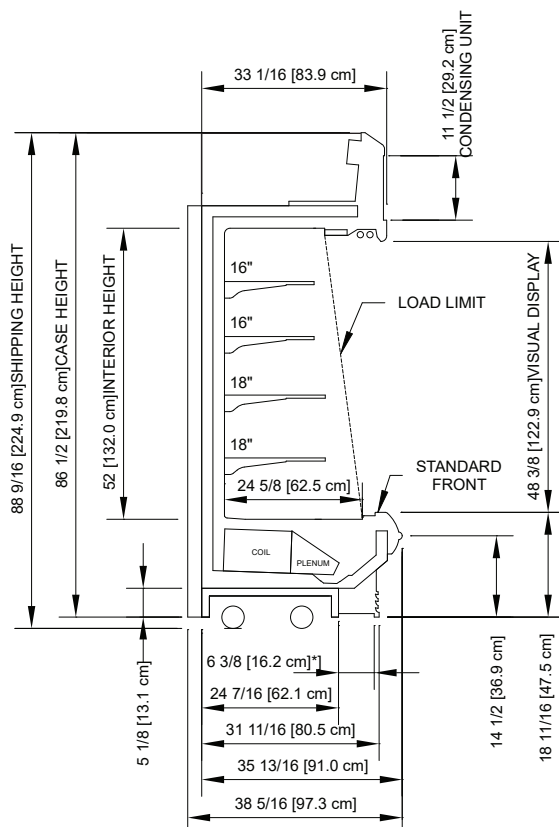 33 1/16 [83.9 cm]
11 1/2 [29.2 cm]
CONDENSING UNIT
88 9/16 [224.9 cm]SHIPPING HEIGHT
86 1/2 [219.8 cm]CASE HEIGHT
52 [132.0 cm]INTERIOR HEIGHT
16"
16"
18"
18"
LOAD LIMIT
48 3/8 [122.9 cm]VISUAL DISPLAY
STANDARD
FRONT
24 5/8 [62.5 cm]
COIL
PLENUM
5 1/8 [13.1 cm]
6 3/8 [16.2 cm]*]
24 7/16 [62.1 cm]
31 11/16 [80.5 cm]
35 13/16 [91.0 cm]
38 5/16 [97.3 cm]
14 1/2 [36.9 cm]
18 11/16 [47.5 cm]